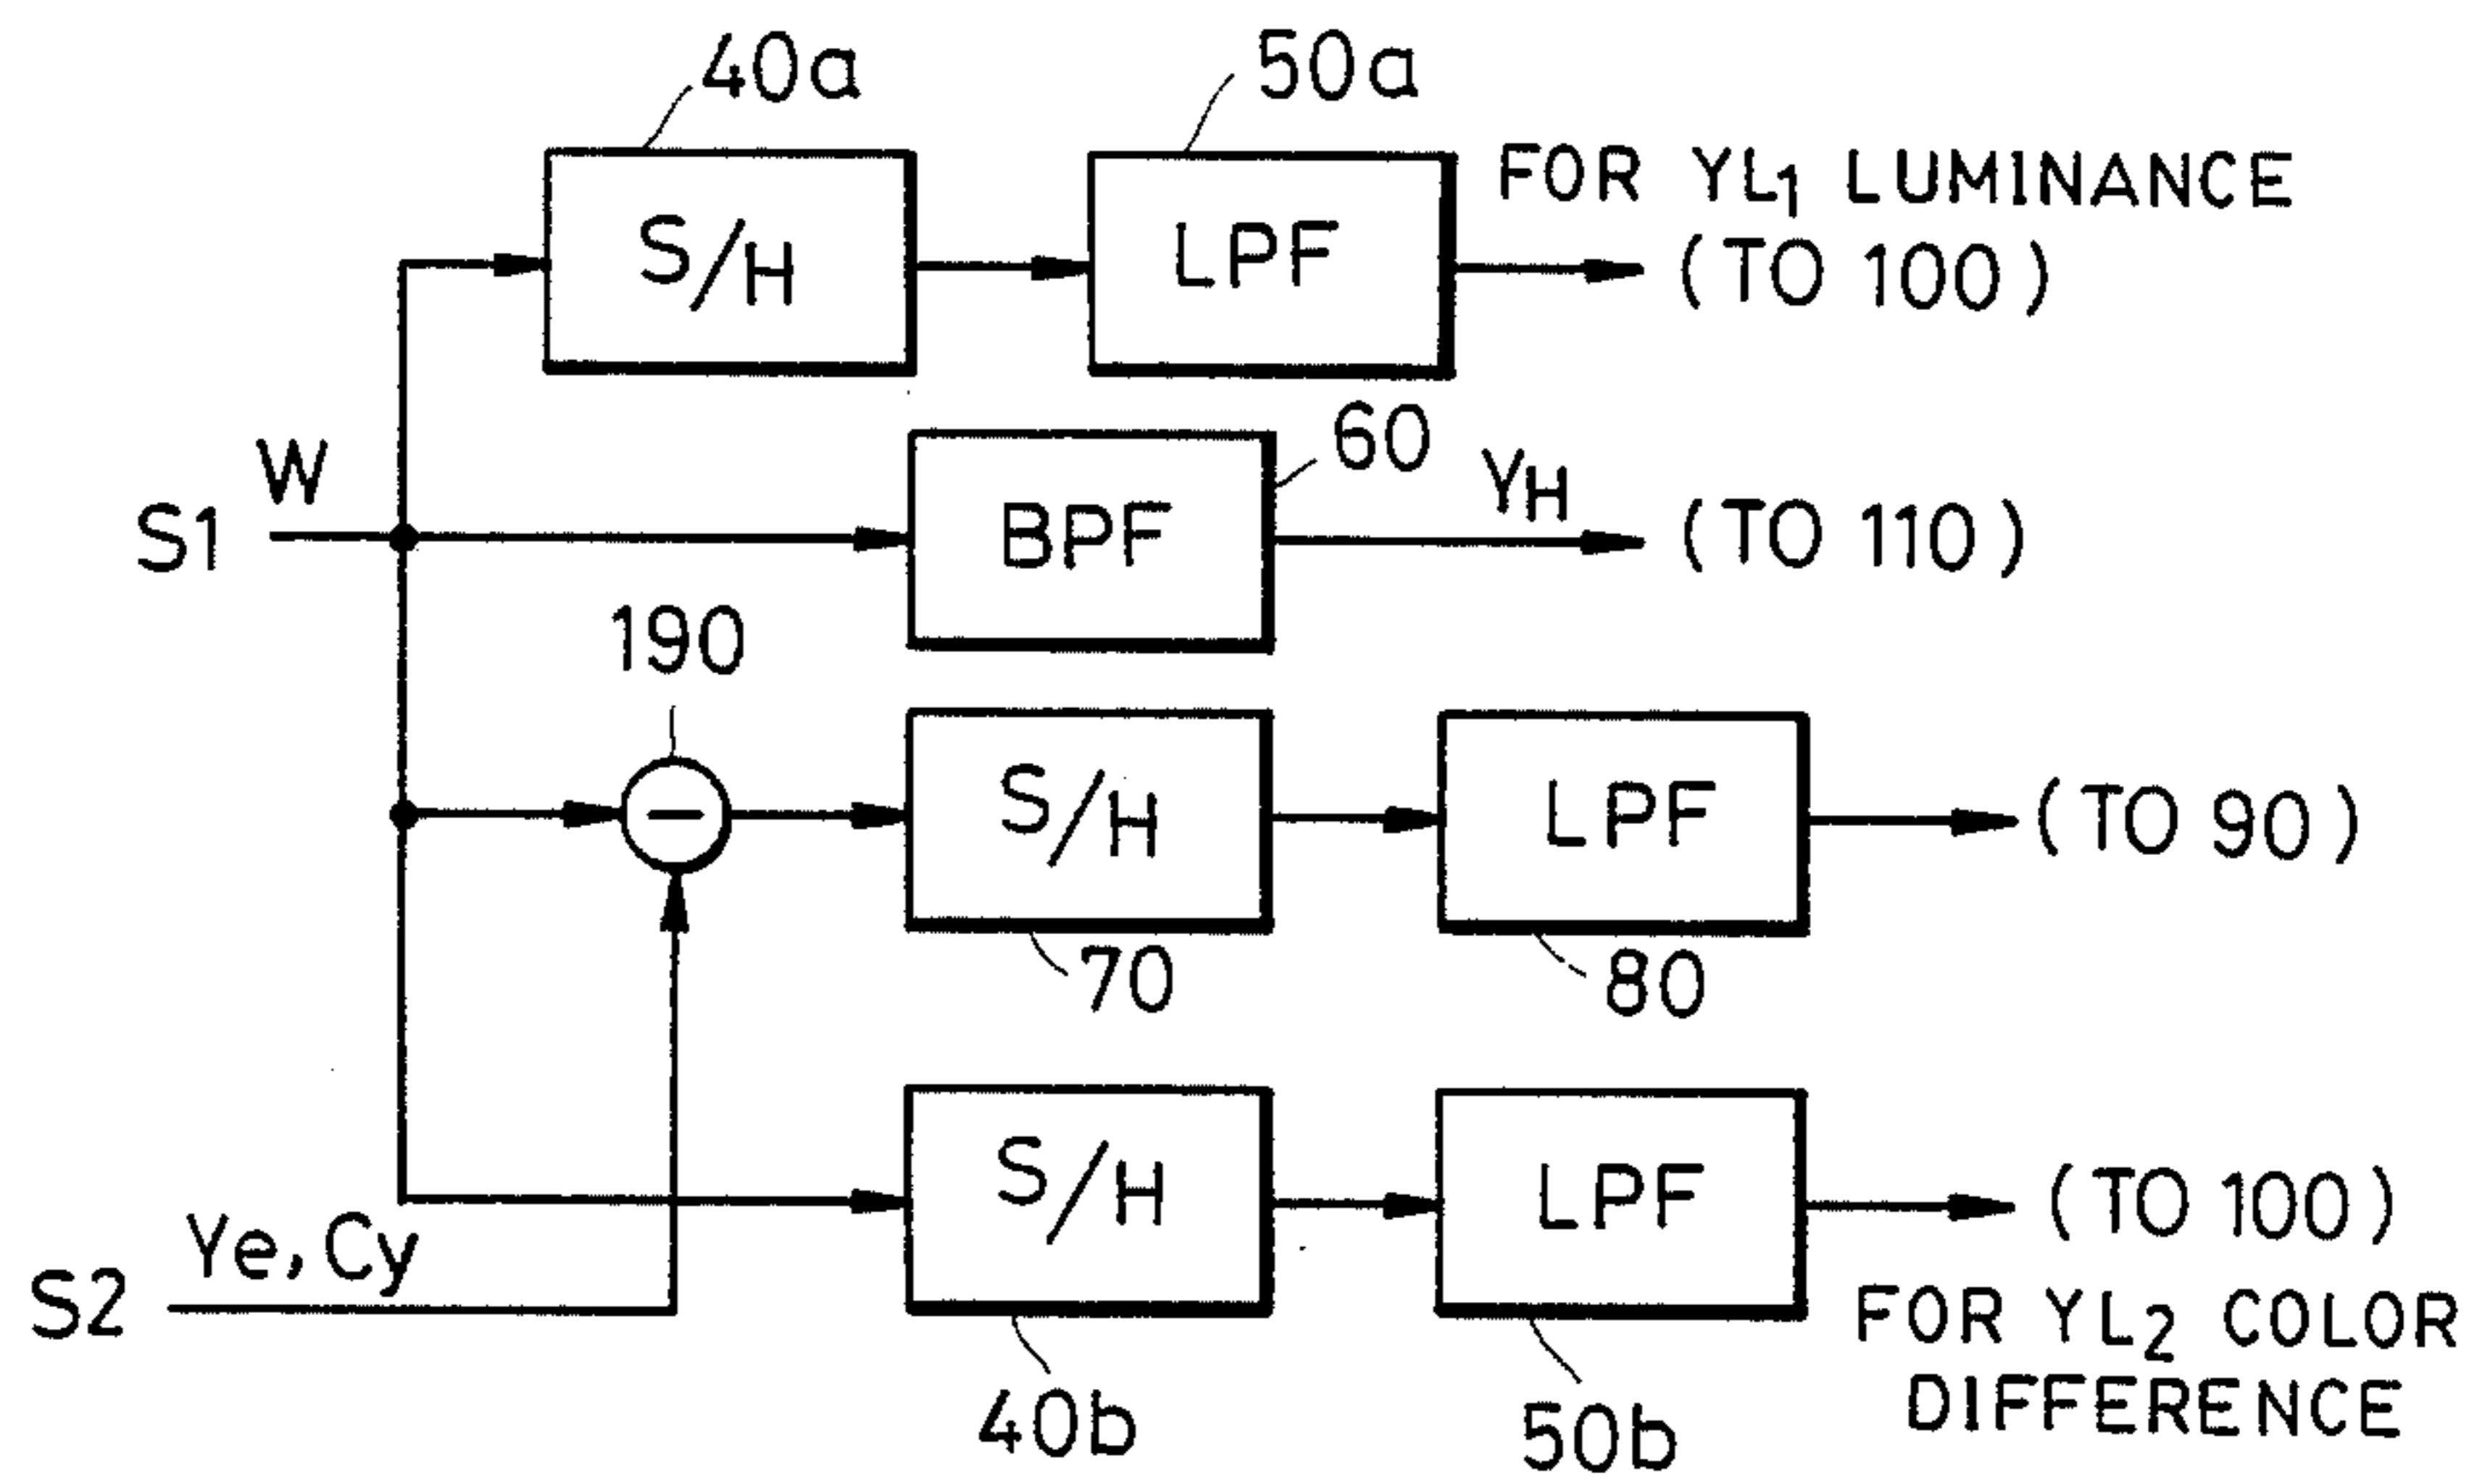 40a
50a
S/H
LPF
FOR YL1 LUMINANCE
(TO 100)
S1
W
BPF
60
YH
(TO 110)
190
S/H
70
LPF
80
(TO 90)
S2
Ye,Cy
S/H
40b
LPF
50b
(TO 100)
FOR YL2 COLOR
DIFFERENCE